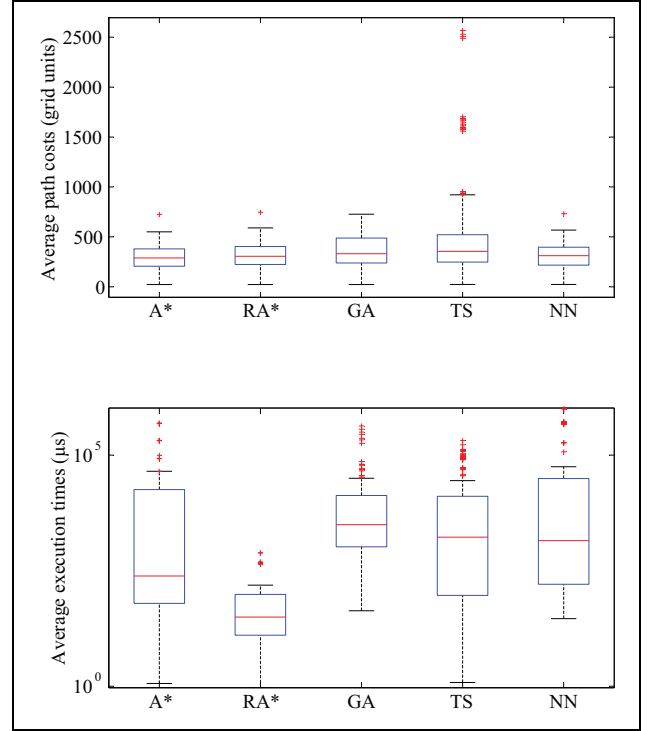 Average path costs (grid units)
2500
2000
1500
1000
500
0
A* RA* GA TS NN
Average execution times (µs)
10^5
10^0
A* RA* GA TS NN